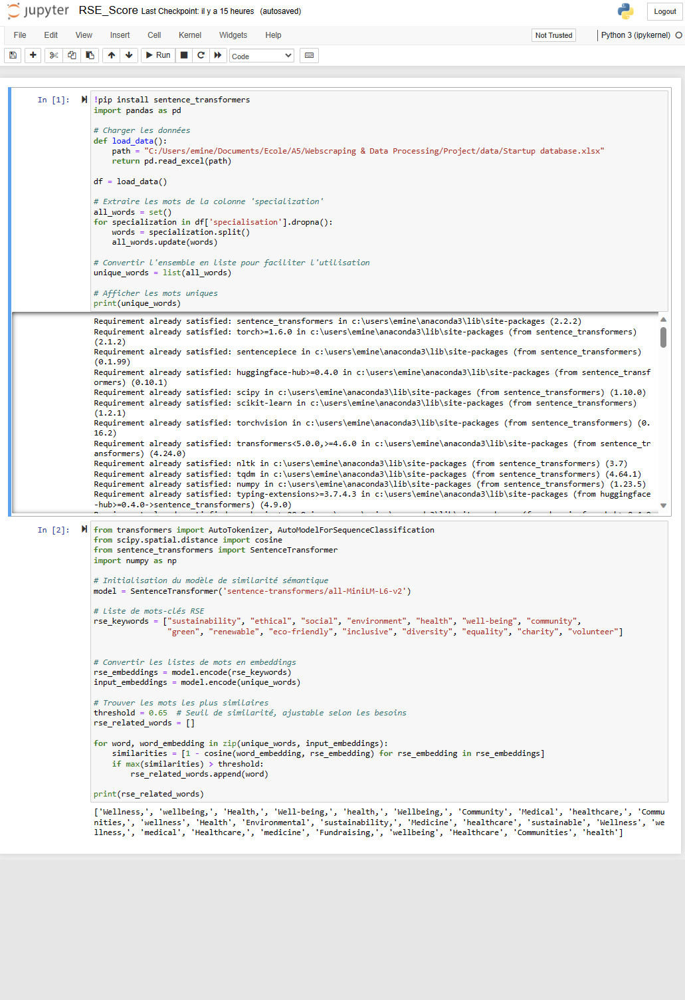 jupyter RSE_Score Last Checkpoint: il y a 15 heures (autosaved) Logout
File Edit View Insert Cell Kernel Widgets Help Not Trusted Python 3 (ipykernel)
Run Code
In [1]: !pip install sentence_transformers
import pandas as pd
# Charger les données
def load_data():
    path = "C:/Users/emine/Documents/Ecole/A5/Webscraping & Data Processing/Project/data/Startup database.xlsx"
    return pd.read_excel(path)
df = load_data()
# Extraire les mots de la colonne 'specialization'
all_words = set()
for specialization in df['specialisation'].dropna():
    words = specialization.split()
    all_words.update(words)
# Convertir l'ensemble en liste pour faciliter l'utilisation
unique_words = list(all_words)
# Afficher les mots uniques
print(unique_words)
Requirement already satisfied: sentence_transformers in c:\users\emine\anaconda3\lib\site-packages (2.2.2)
Requirement already satisfied: torch>=1.6.0 in c:\users\emine\anaconda3\lib\site-packages (from sentence_transformers)
(2.1.2)
Requirement already satisfied: sentencepiece in c:\users\emine\anaconda3\lib\site-packages (from sentence_transformers)
(0.1.99)
Requirement already satisfied: huggingface-hub>=0.4.0 in c:\users\emine\anaconda3\lib\site-packages (from sentence_transf
ormers) (0.10.1)
Requirement already satisfied: scipy in c:\users\emine\anaconda3\lib\site-packages (from sentence_transformers) (1.10.0)
Requirement already satisfied: scikit-learn in c:\users\emine\anaconda3\lib\site-packages (from sentence_transformers)
(1.2.1)
Requirement already satisfied: torchvision in c:\users\emine\anaconda3\lib\site-packages (from sentence_transformers) (0.
16.2)
Requirement already satisfied: transformers<5.0.0,>=4.6.0 in c:\users\emine\anaconda3\lib\site-packages (from sentence_tr
ansformers) (4.24.0)
Requirement already satisfied: nltk in c:\users\emine\anaconda3\lib\site-packages (from sentence_transformers) (3.7)
Requirement already satisfied: tqdm in c:\users\emine\anaconda3\lib\site-packages (from sentence_transformers) (4.64.1)
Requirement already satisfied: numpy in c:\users\emine\anaconda3\lib\site-packages (from sentence_transformers) (1.23.5)
Requirement already satisfied: typing-extensions>=3.7.4.3 in c:\users\emine\anaconda3\lib\site-packages (from huggingface
-hub>=0.4.0->sentence_transformers) (4.9.0)
In [2]: from transformers import AutoTokenizer, AutoModelForSequenceClassification
from scipy.spatial.distance import cosine
from sentence_transformers import SentenceTransformer
import numpy as np
# Initialisation du modèle de similarité sémantique
model = SentenceTransformer('sentence-transformers/all-MiniLM-L6-v2')
# Liste de mots-clés RSE
rse_keywords = ["sustainability", "ethical", "social", "environment", "health", "well-being", "community",
                "green", "renewable", "eco-friendly", "inclusive", "diversity", "equality", "charity", "volunteer"]
# Convertir les listes de mots en embeddings
rse_embeddings = model.encode(rse_keywords)
input_embeddings = model.encode(unique_words)
# Trouver les mots les plus similaires
threshold = 0.65  # Seuil de similarité, ajustable selon les besoins
rse_related_words = []
for word, word_embedding in zip(unique_words, input_embeddings):
    similarities = [1 - cosine(word_embedding, rse_embedding) for rse_embedding in rse_embeddings]
    if max(similarities) > threshold:
        rse_related_words.append(word)
print(rse_related_words)
['Wellness,', 'wellbeing,', 'Health,', 'Well-being,', 'health,', 'Wellbeing,', 'Community', 'Medical', 'healthcare,', 'Commu
nities,', 'wellness', 'Health', 'Environmental', 'sustainability,', 'Medicine', 'healthcare', 'sustainable', 'Wellness', 'we
llness,', 'medical', 'Healthcare,', 'medicine', 'Fundraising,', 'wellbeing', 'Healthcare', 'Communities', 'health']